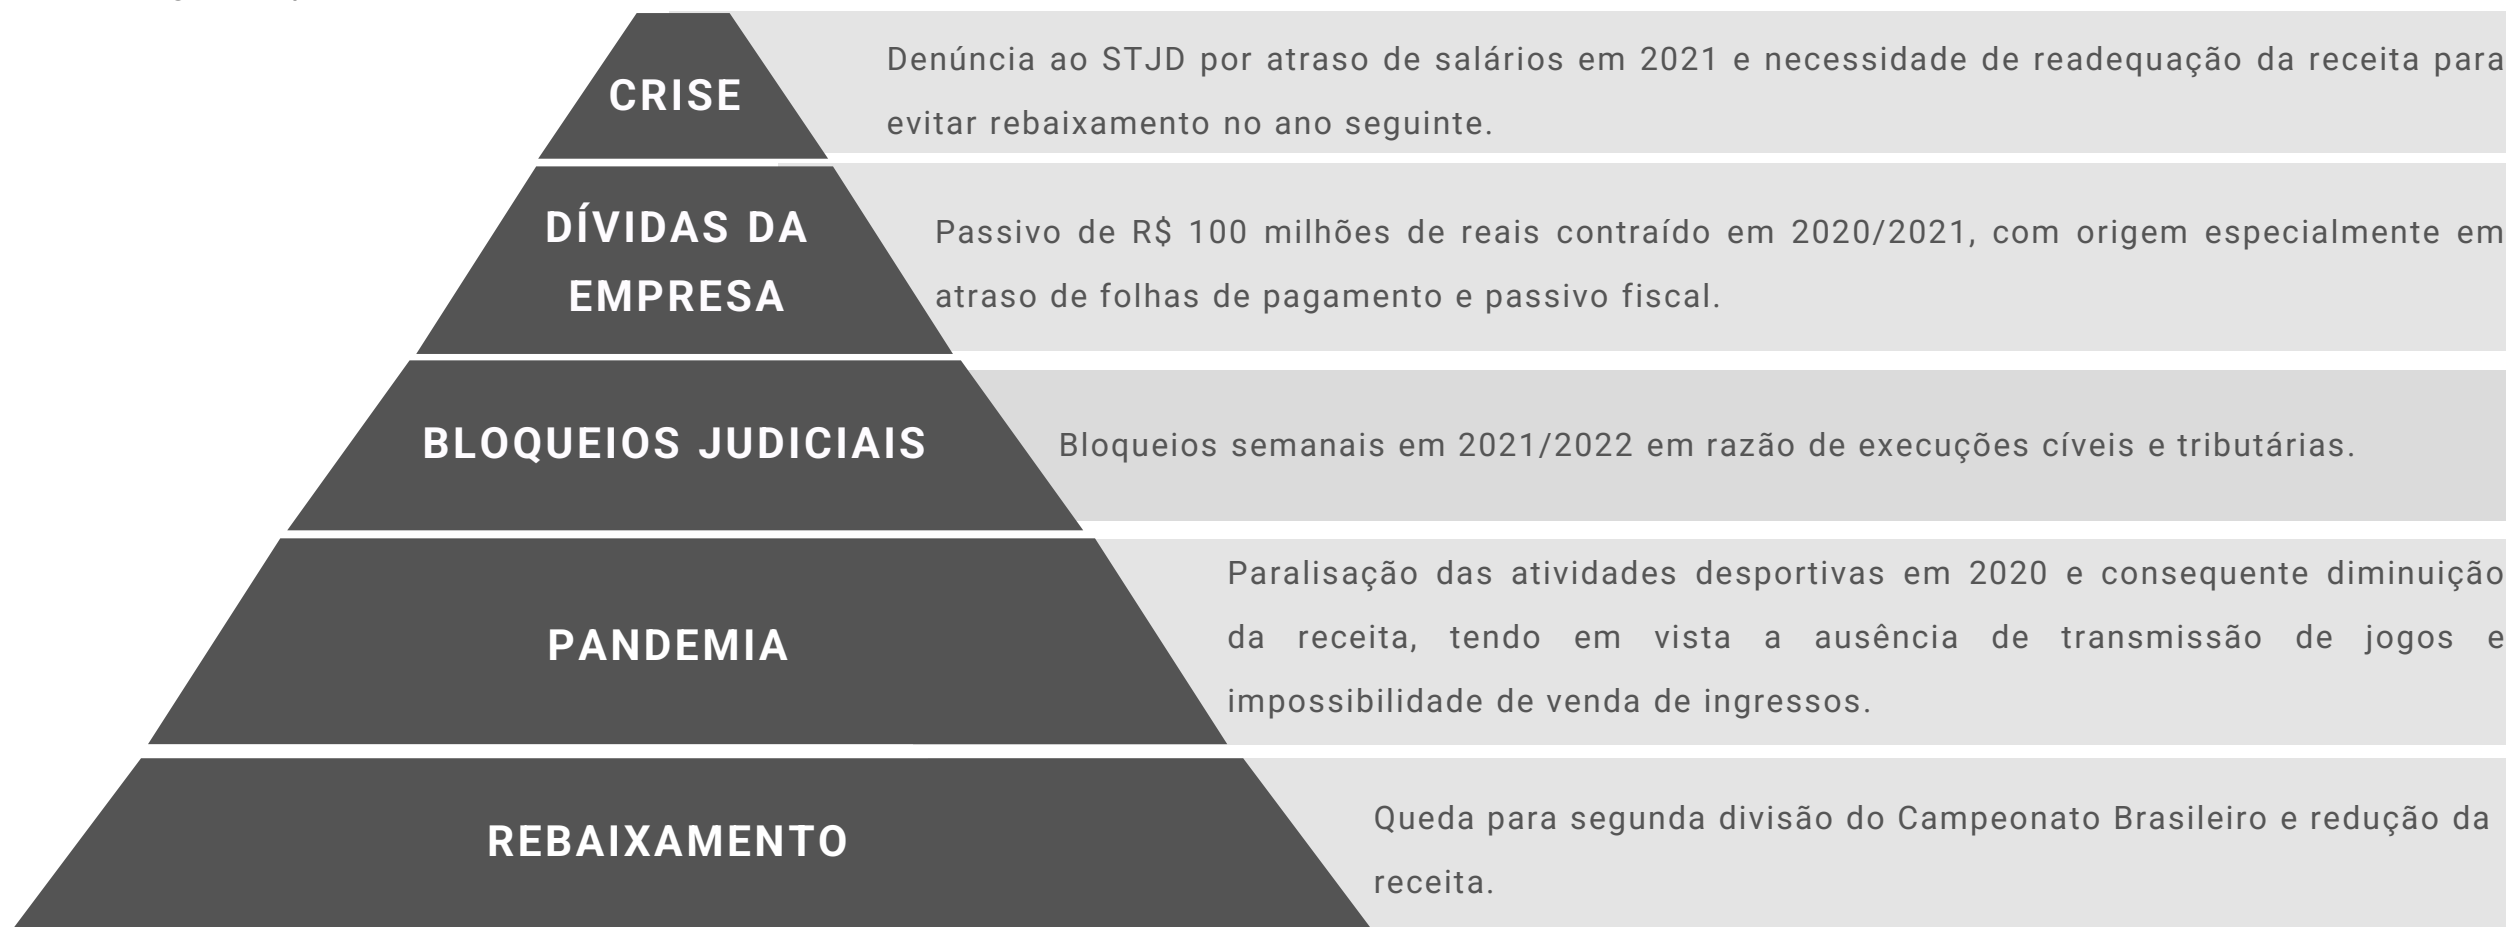 CRISE
Denúncia ao STJD por atraso de salários em 2021 e necessidade de readequação da receita para
evitar rebaixamento no ano seguinte.
DÍVIDAS DA
EMPRESA
Passivo de R$ 100 milhões de reais contraído em 2020/2021, com origem especialmente em
atraso de folhas de pagamento e passivo fiscal.
BLOQUEIOS JUDICIAIS
Bloqueios semanais em 2021/2022 em razão de execuções cíveis e tributárias.
PANDEMIA
Paralisação das atividades desportivas em 2020 e consequente diminuição
da receita, tendo em vista a ausência de transmissão de jogos e
impossibilidade de venda de ingressos.
REBAIXAMENTO
Queda para segunda divisão do Campeonato Brasileiro e redução da
receita.